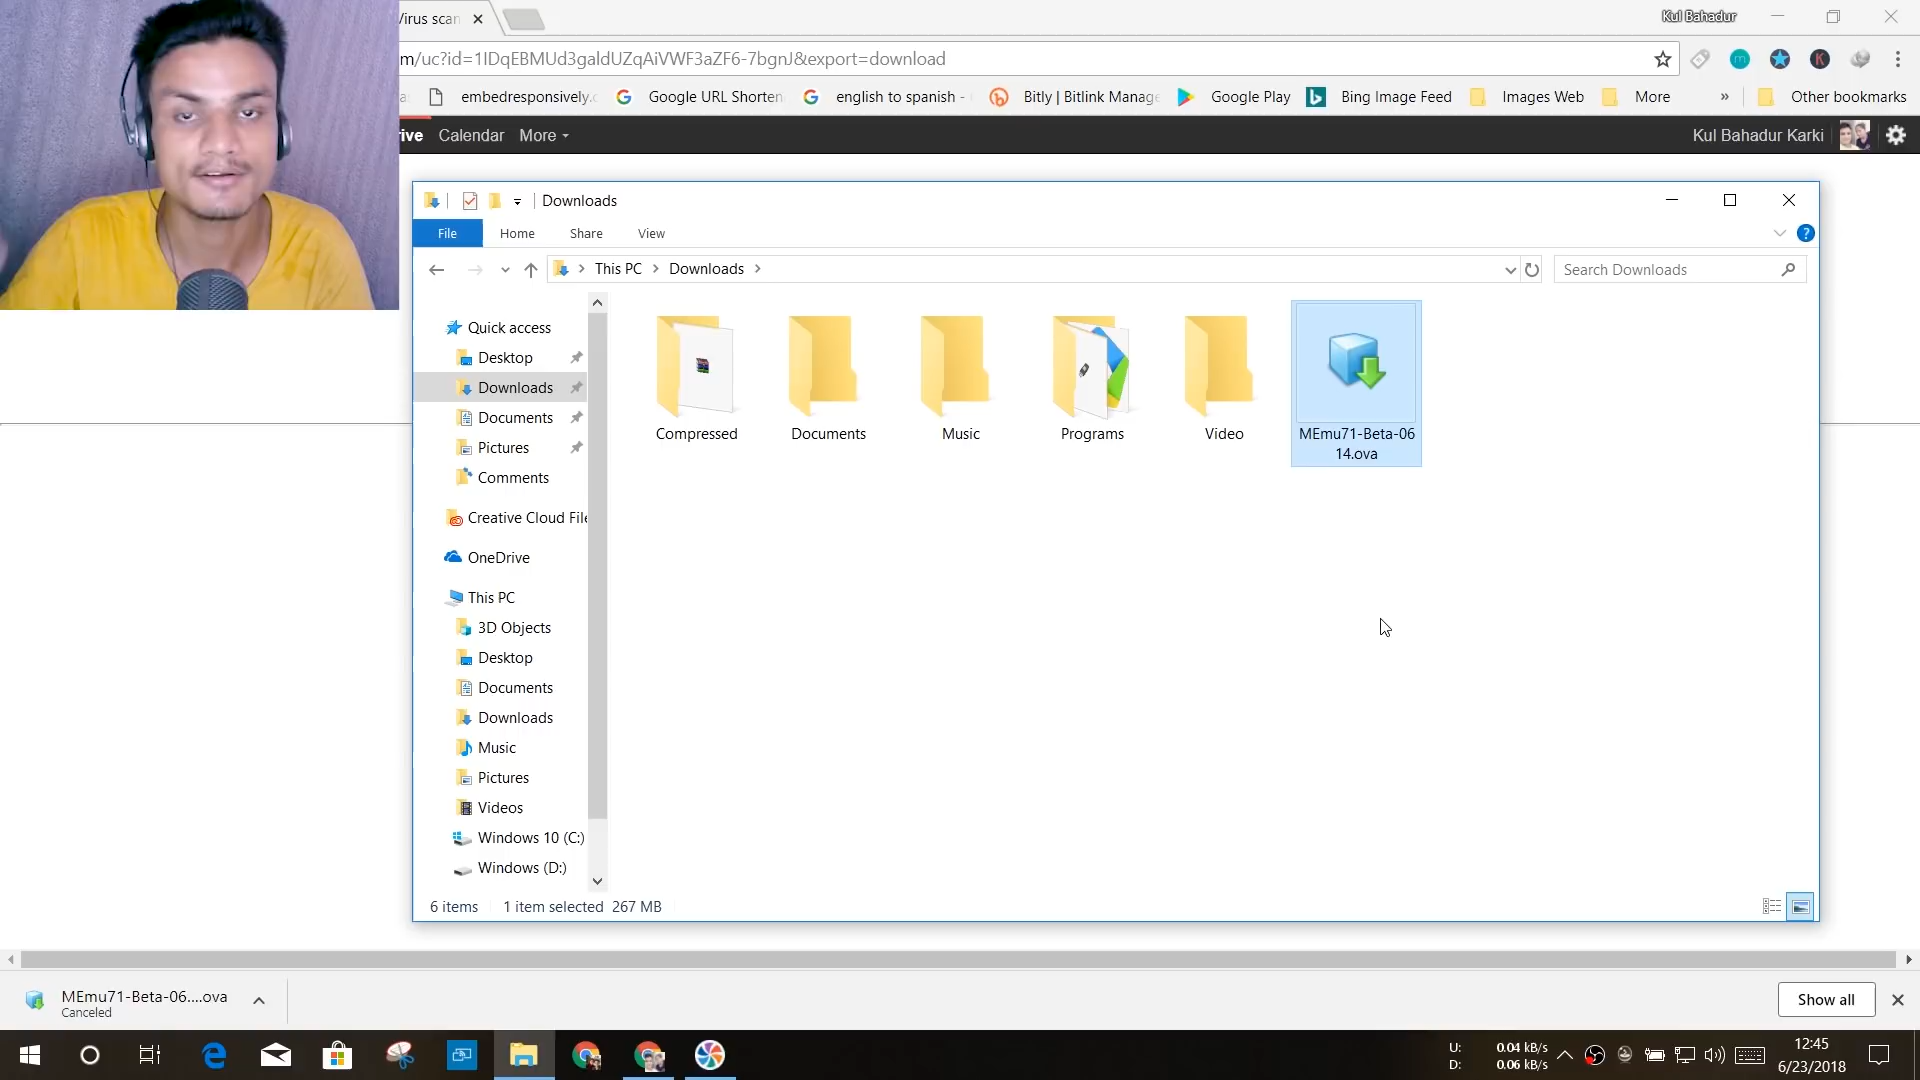 Virus scan
Kul Bahadur
m/uc?id=1IDqEBMUd3galdUZqAiVWF3aZF6-7bgnJ&export=download
embedresponsively.
Google URL Shorten
english to spanish -
Bitly | Bitlink Manag
Google Play
Bing Image Feed
Images Web
More
»
Other bookmarks
rive Calendar More
Kul Bahadur Karki
Downloads
File Home Share View
This PC > Downloads >
Search Downloads
Quick access
Desktop
Downloads
Documents
Pictures
Comments
Creative Cloud File
OneDrive
This PC
3D Objects
Desktop
Documents
Downloads
Music
Pictures
Videos
Windows 10 (C:)
Windows (D:)
Compressed
Documents
Music
Programs
Video
MEmu71-Beta-06
14.ova
6 items 1 item selected 267 MB
MEmu71-Beta-06....ova
Canceled
Show all
U: 0.04 kB/s
D: 0.06 kB/s
12:45
6/23/2018